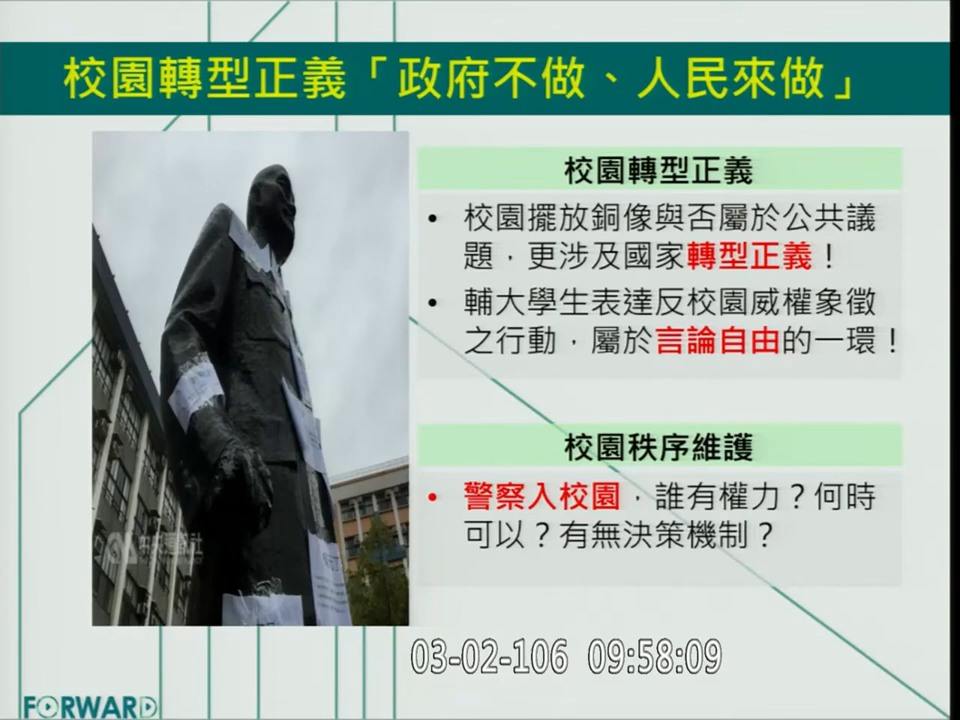 校園轉型正義「政府不做、人民來做」
校園轉型正義
• 校園擺放銅像與否屬於公共議
題，更涉及國家轉型正義！
• 輔大學生表達反校園威權象徵
之行動，屬於言論自由的一環！
校園秩序維護
• 警察入校園，誰有權力？何時
可以？有無決策機制？
中央通訊社
03-02-106 09:58:09
FORWARD